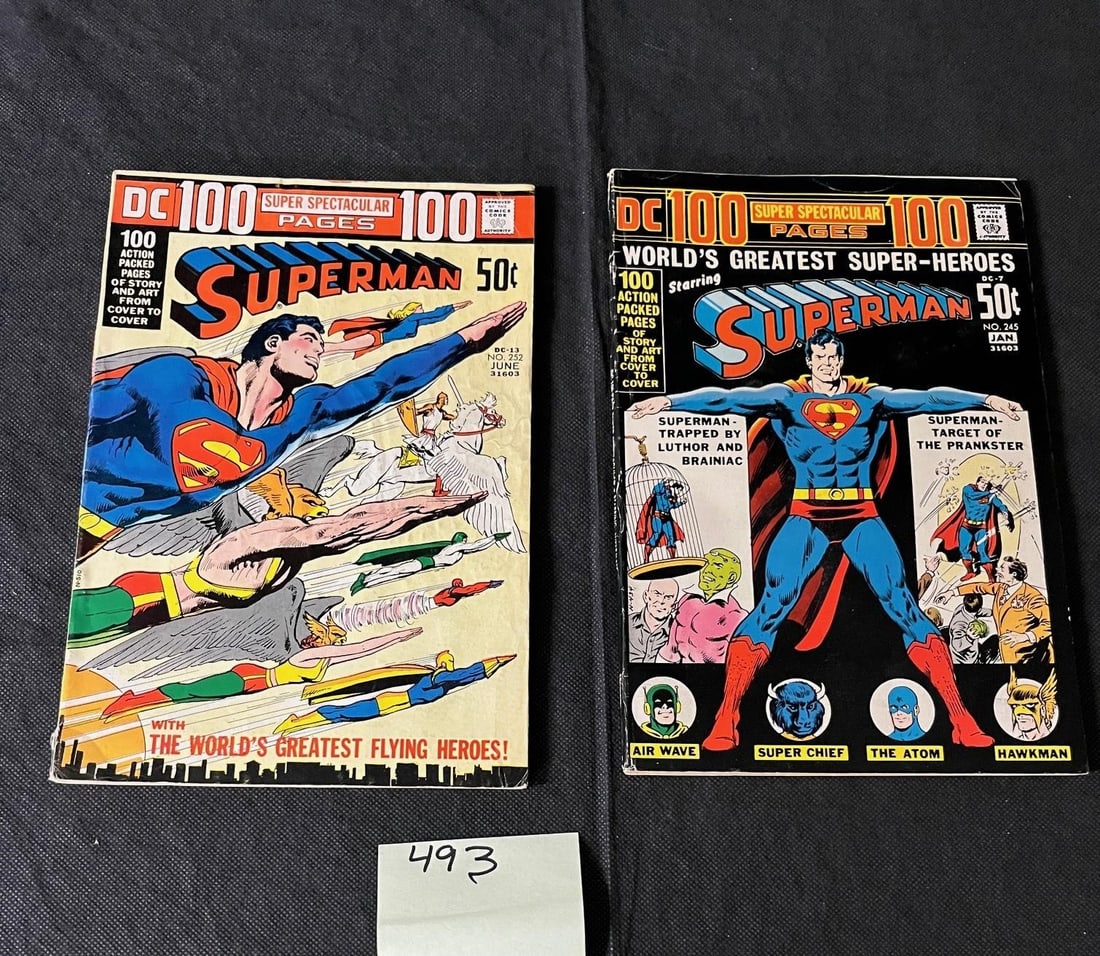 DC 100 SUPER SPECTACULAR PAGES 100
APPROVED
BY THE
COMICS CODE
AUTHORITY
100
ACTION
PACKED
PAGES
OF STORY
AND ART
FROM
COVER TO
COVER
SUPERMAN
50¢
DC-13
NO. 252
JUNE
31603
N-510
WITH
THE WORLD'S GREATEST FLYING HEROES!
DC 100 SUPER SPECTACULAR PAGES 100
APPROVED
BY THE
COMICS CODE
AUTHORITY
WORLD'S GREATEST SUPER-HEROES
Starring
SUPERMAN
100
ACTION
PACKED
PAGES
OF
STORY
AND ART
FROM
COVER
TO
COVER
DC-7
50¢
NO. 245
JAN.
31603
SUPERMAN-
TRAPPED BY
LUTHOR AND
BRAINIAC
SUPERMAN-
TARGET OF
THE PRANKSTER
AIR WAVE
SUPER CHIEF
THE ATOM
HAWKMAN
493